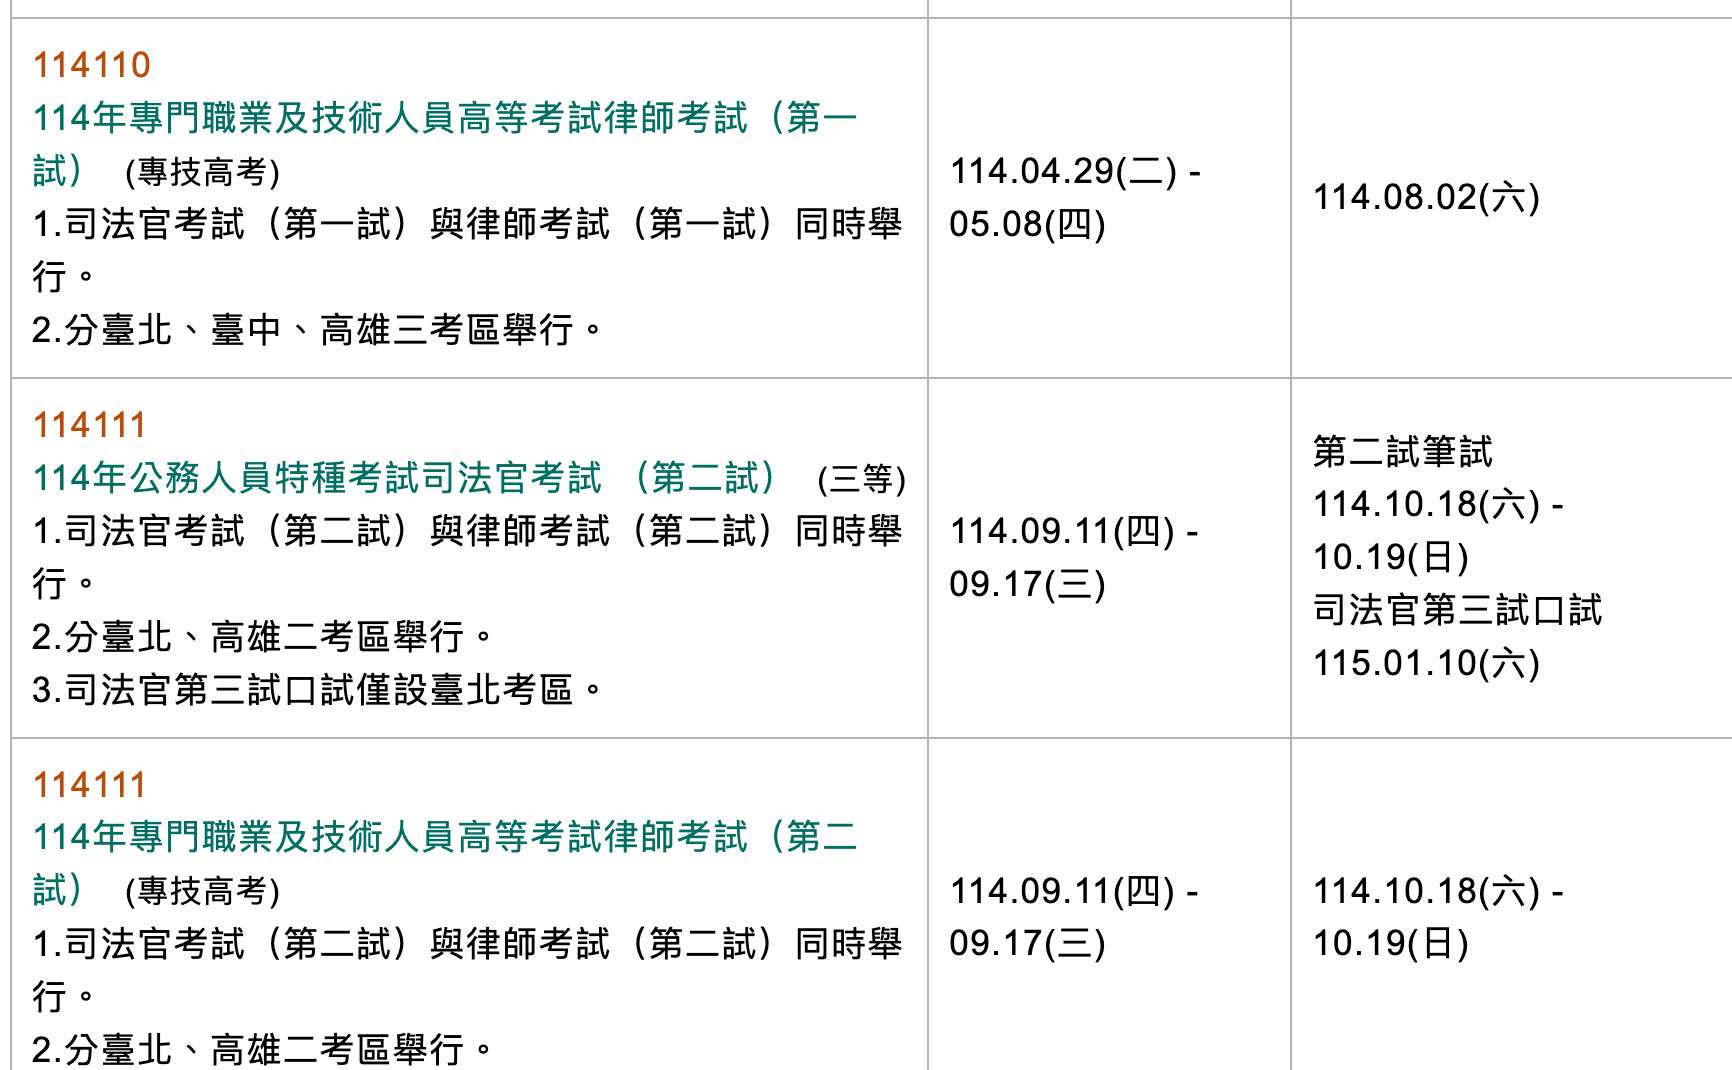 114110
114年專門職業及技術人員高等考試律師考試（第一
試） (專技高考)
1.司法官考試（第一試）與律師考試（第一試）同時舉
行。
2.分臺北、臺中、高雄三考區舉行。
114.04.29(二) -
05.08(四)
114.08.02(六)
114111
114年公務人員特種考試司法官考試 （第二試） (三等)
1.司法官考試（第二試）與律師考試（第二試）同時舉
行。
2.分臺北、高雄二考區舉行。
3.司法官第三試口試僅設臺北考區。
114.09.11(四) -
09.17(三)
第二試筆試
114.10.18(六) -
10.19(日)
司法官第三試口試
115.01.10(六)
114111
114年專門職業及技術人員高等考試律師考試（第二
試） (專技高考)
1.司法官考試（第二試）與律師考試（第二試）同時舉
行。
2.分臺北、高雄二考區舉行。
114.09.11(四) -
09.17(三)
114.10.18(六) -
10.19(日)